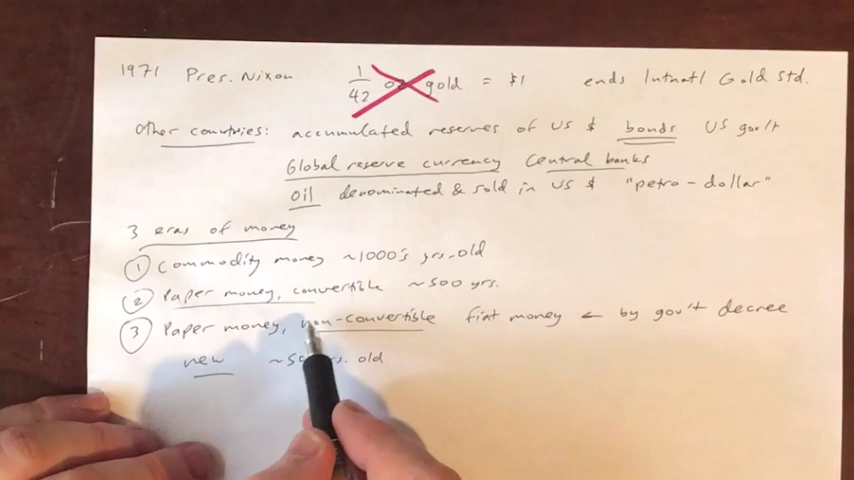 1971 Pres. Nixon 1/42 oz gold = $1 ends Intnat'l Gold Std.
Other countries: accumulated reserves of US $ bonds US gov't
Global reserve currency Central banks
Oil denominated & sold in US $ "petro-dollar"
3 eras of money
1 Commodity money ~1000's yrs. old
2 Paper money, convertible ~500 yrs.
3 Paper money, non-convertible fiat money ← by gov't decree
new old